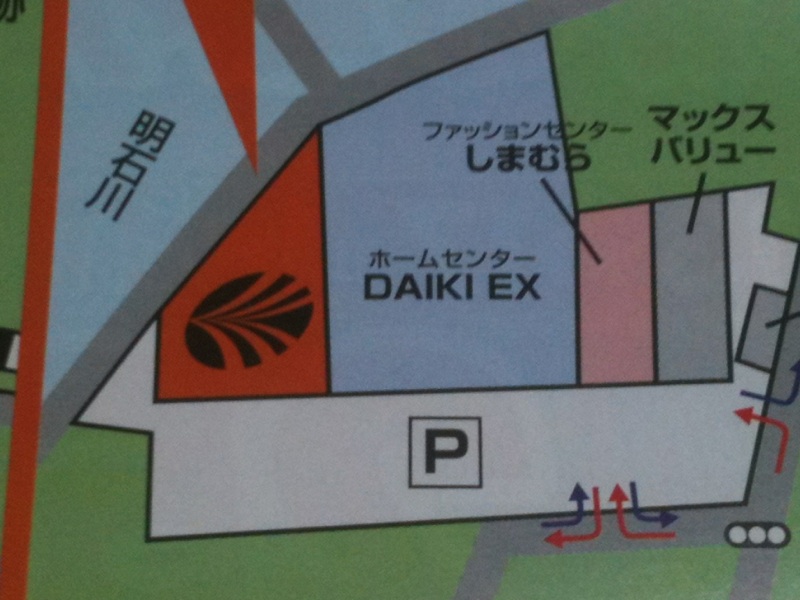 跡
明石川
ファッションセンター
しまむら
マックス
バリュー
ホームセンター
DAIKI EX
P